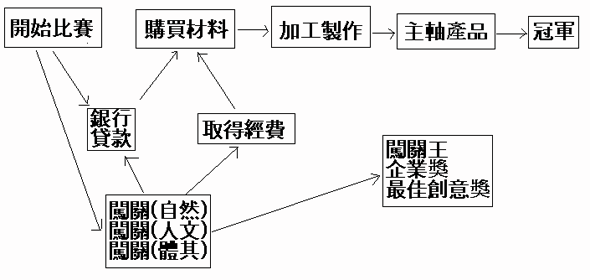 開始比賽
購買材料
加工製作
主軸產品
冠軍
銀行
貸款
取得經費
闖關王
企業獎
最佳創意獎
闖關(自然)
闖關(人文)
闖關(體其)